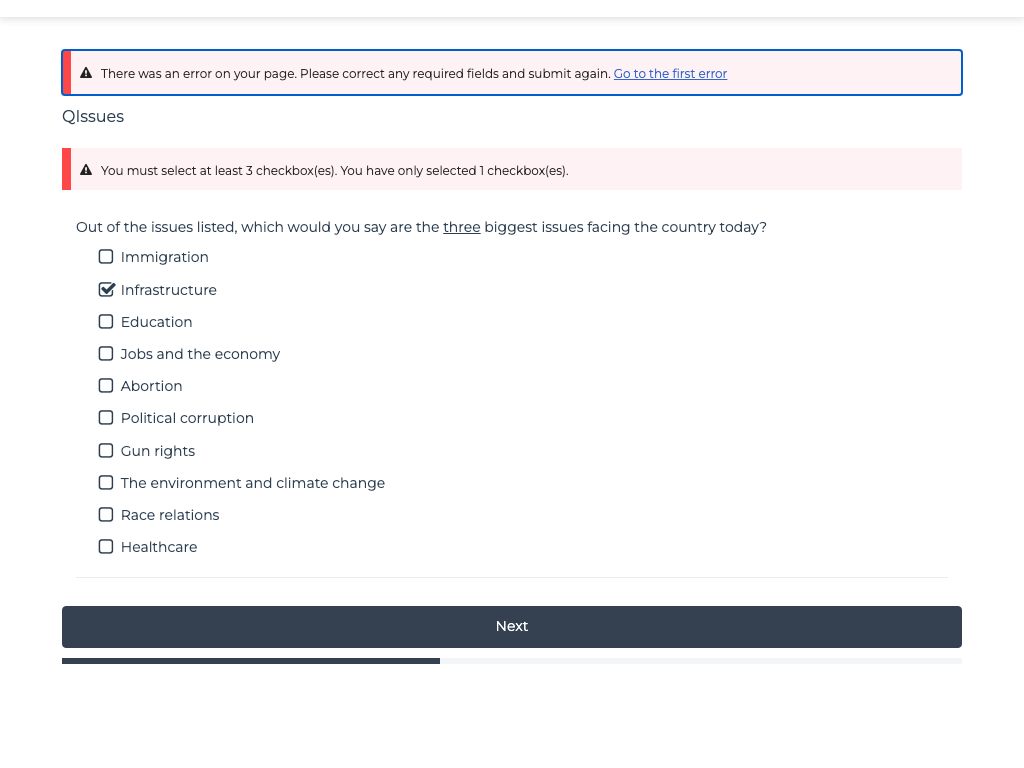 There was an error on your page. Please correct any required fields and submit again. Go to the first error
QIssues
You must select at least 3 checkbox(es). You have only selected 1 checkbox(es).
Out of the issues listed, which would you say are the three biggest issues facing the country today?
Immigration
Infrastructure
Education
Jobs and the economy
Abortion
Political corruption
Gun rights
The environment and climate change
Race relations
Healthcare
Next